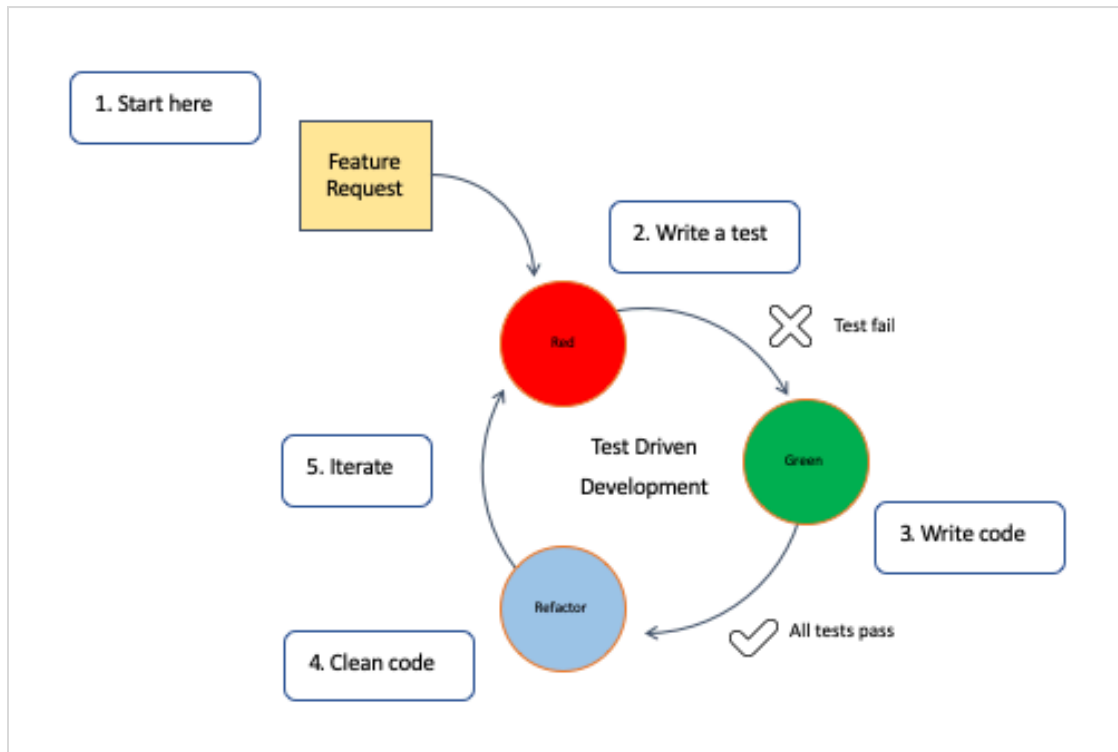 1. Start here
Feature
Request
2. Write a test
Test fail
Red
Test Driven
Development
Green
5. Iterate
3. Write code
Refactor
All tests pass
4. Clean code